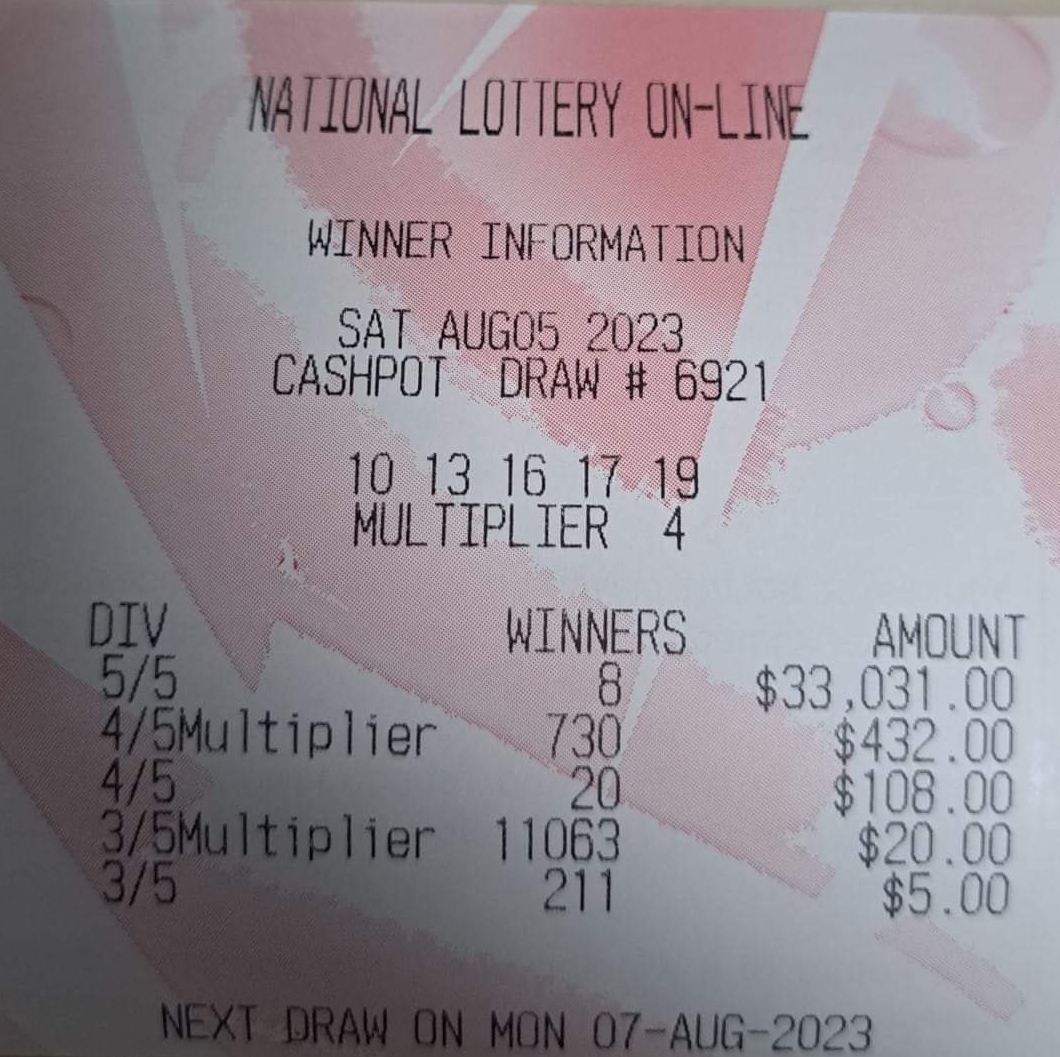 NATIONAL LOTTERY ON-LINE
WINNER INFORMATION
SAT AUG05 2023
CASHPOT DRAW # 6921
10 13 16 17 19
MULTIPLIER 4
DIV WINNERS AMOUNT
5/5 8 $33,031.00
4/5Multiplier 730 $432.00
4/5 20 $108.00
3/5Multiplier 11063 $20.00
3/5 211 $5.00
NEXT DRAW ON MON 07-AUG-2023